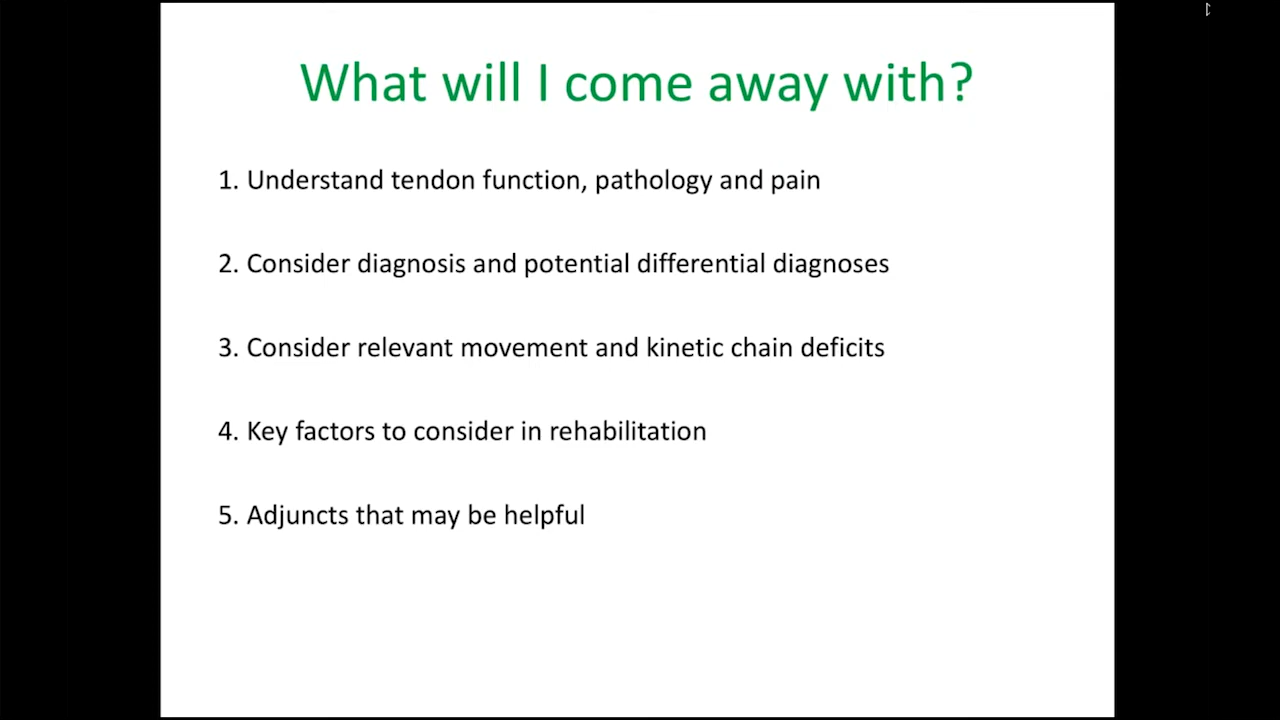 What will I come away with?
1. Understand tendon function, pathology and pain
2. Consider diagnosis and potential differential diagnoses
3. Consider relevant movement and kinetic chain deficits
4. Key factors to consider in rehabilitation
5. Adjuncts that may be helpful